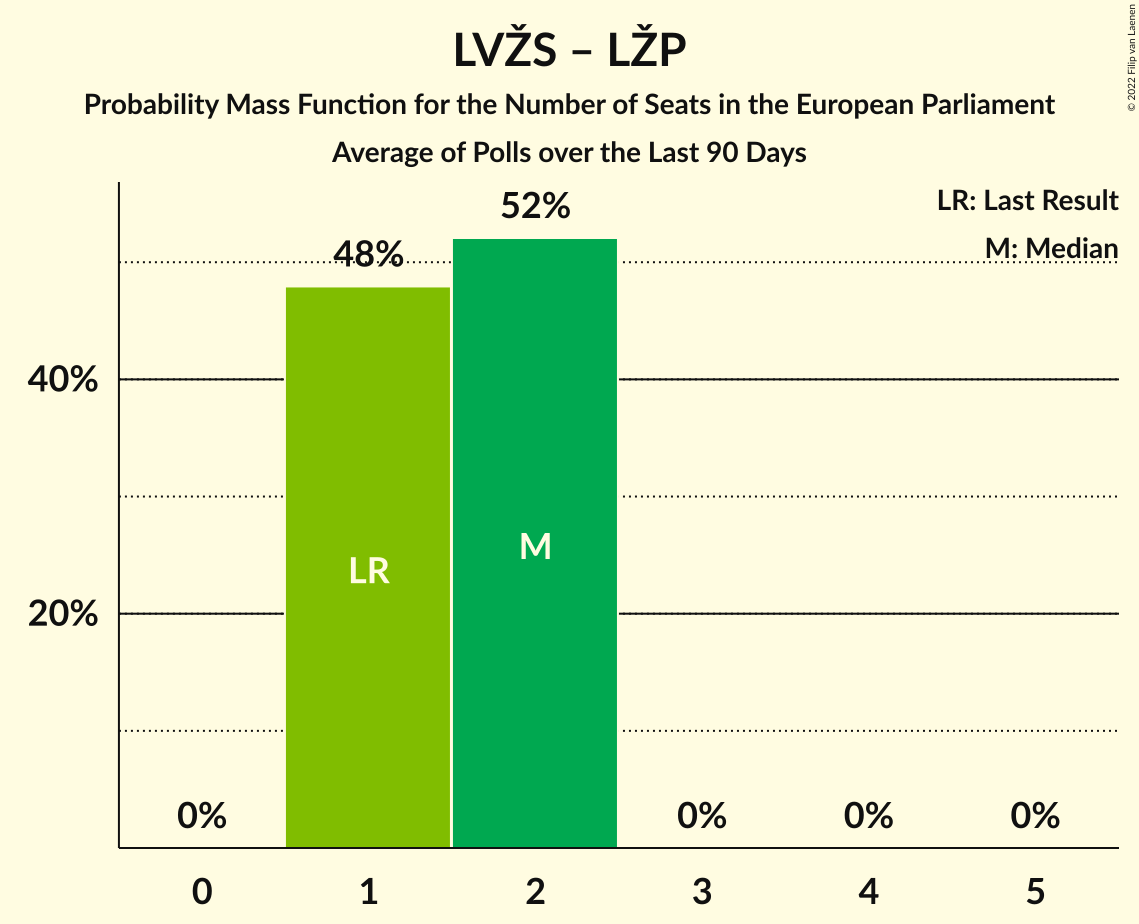 LVŽS – LŽP
Probability Mass Function for the Number of Seats in the European Parliament
Average of Polls over the Last 90 Days
© 2022 Filip van Laenen
LR: Last Result
M: Median
52%
48%
40%
20%
LR
M
0%
0%
0%
0%
0
1
2
3
4
5